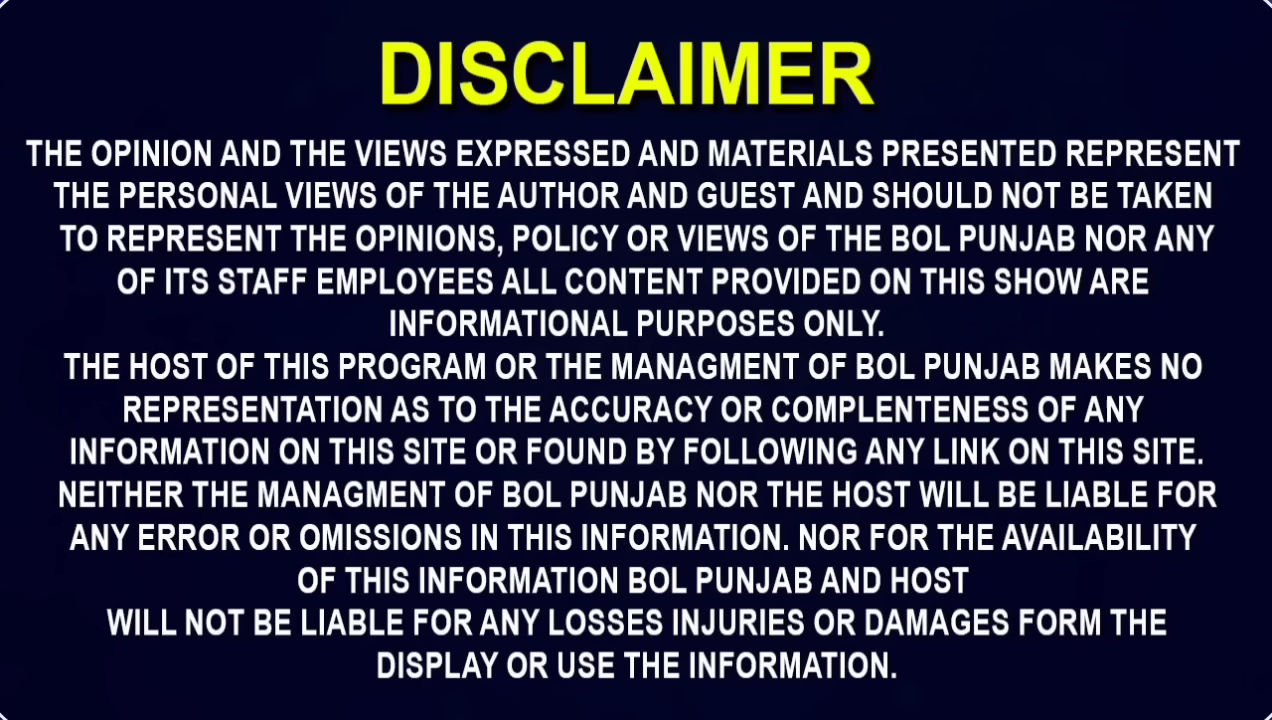 DISCLAIMER
THE OPINION AND THE VIEWS EXPRESSED AND MATERIALS PRESENTED REPRESENT
THE PERSONAL VIEWS OF THE AUTHOR AND GUEST AND SHOULD NOT BE TAKEN
TO REPRESENT THE OPINIONS, POLICY OR VIEWS OF THE BOL PUNJAB NOR ANY
OF ITS STAFF EMPLOYEES ALL CONTENT PROVIDED ON THIS SHOW ARE
INFORMATIONAL PURPOSES ONLY.
THE HOST OF THIS PROGRAM OR THE MANAGMENT OF BOL PUNJAB MAKES NO
REPRESENTATION AS TO THE ACCURACY OR COMPLENTENESS OF ANY
INFORMATION ON THIS SITE OR FOUND BY FOLLOWING ANY LINK ON THIS SITE.
NEITHER THE MANAGMENT OF BOL PUNJAB NOR THE HOST WILL BE LIABLE FOR
ANY ERROR OR OMISSIONS IN THIS INFORMATION. NOR FOR THE AVAILABILITY
OF THIS INFORMATION BOL PUNJAB AND HOST
WILL NOT BE LIABLE FOR ANY LOSSES INJURIES OR DAMAGES FORM THE
DISPLAY OR USE THE INFORMATION.